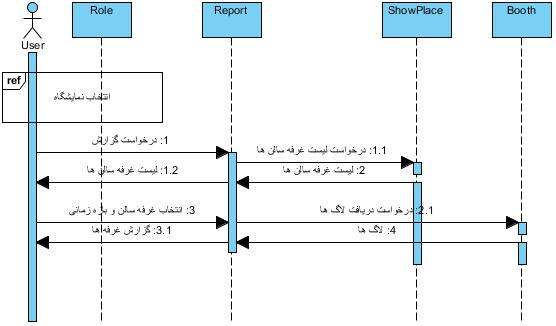 Role
Report
ShowPlace
Booth
User
ref
انتخاب نمایشگاه
1: درخواست گزارش
1.1: درخواست لیست غرفه سالن ها
1.2: لیست غرفه سالن ها
2: لیست غرفه سالن ها
3: انتخاب غرفه سالن و بازه زمانی
2.1: درخواست دریافت لاگ ها
3.1: گزارش غرفه ها
4: لاگ ها